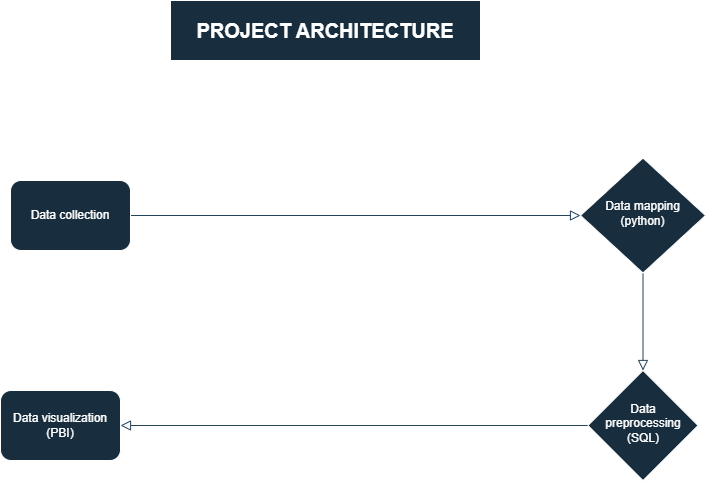 PROJECT ARCHITECTURE
Data collection
Data mapping
(python)
Data
preprocessing
(SQL)
Data visualization
(PBI)